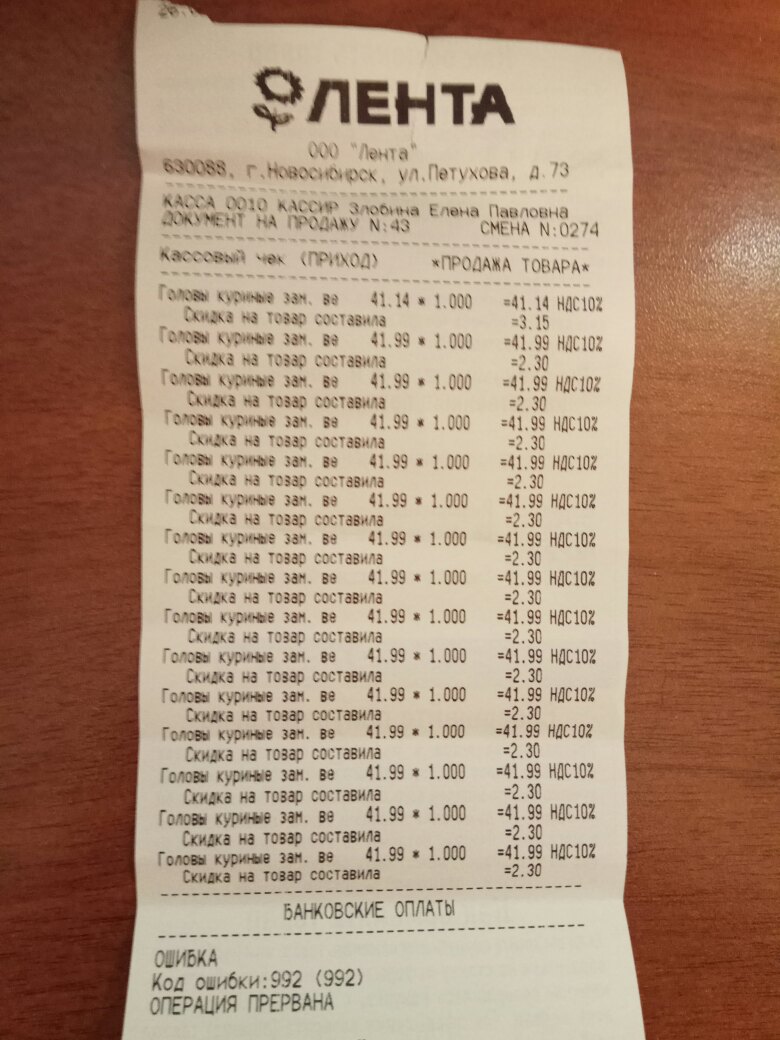 ЛЕНТА
ООО "Лента"
630088, г.Новосибирск, ул.Петухова, д.73
КАССА 0010 КАССИР Злобина Елена Павловна
ДОКУМЕНТ НА ПРОДАЖУ N:43 СМЕНА N:0274
Кассовый чек (ПРИХОД) *ПРОДАЖА ТОВАРА*
Головы куриные зам. ве 41.14 * 1.000 =41.14 НДС10%
Скидка на товар составила =3.15
Головы куриные зам. ве 41.99 * 1.000 =41.99 НДС10%
Скидка на товар составила =2.30
Головы куриные зам. ве 41.99 * 1.000 =41.99 НДС10%
Скидка на товар составила =2.30
Головы куриные зам. ве 41.99 * 1.000 =41.99 НДС10%
Скидка на товар составила =2.30
Головы куриные зам. ве 41.99 * 1.000 =41.99 НДС10%
Скидка на товар составила =2.30
Головы куриные зам. ве 41.99 * 1.000 =41.99 НДС10%
Скидка на товар составила =2.30
Головы куриные зам. ве 41.99 * 1.000 =41.99 НДС10%
Скидка на товар составила =2.30
Головы куриные зам. ве 41.99 * 1.000 =41.99 НДС10%
Скидка на товар составила =2.30
Головы куриные зам. ве 41.99 * 1.000 =41.99 НДС10%
Скидка на товар составила =2.30
Головы куриные зам. ве 41.99 * 1.000 =41.99 НДС10%
Скидка на товар составила =2.30
Головы куриные зам. ве 41.99 * 1.000 =41.99 НДС10%
Скидка на товар составила =2.30
Головы куриные зам. ве 41.99 * 1.000 =41.99 НДС10%
Скидка на товар составила =2.30
Головы куриные зам. ве 41.99 * 1.000 =41.99 НДС10%
Скидка на товар составила =2.30
Головы куриные зам. ве 41.99 * 1.000 =41.99 НДС10%
Скидка на товар составила =2.30
Головы куриные зам. ве 41.99 * 1.000 =41.99 НДС10%
Скидка на товар составила =2.30
БАНКОВСКИЕ ОПЛАТЫ
ОШИБКА
Код ошибки:992 (992)
ОПЕРАЦИЯ ПРЕРВАНА